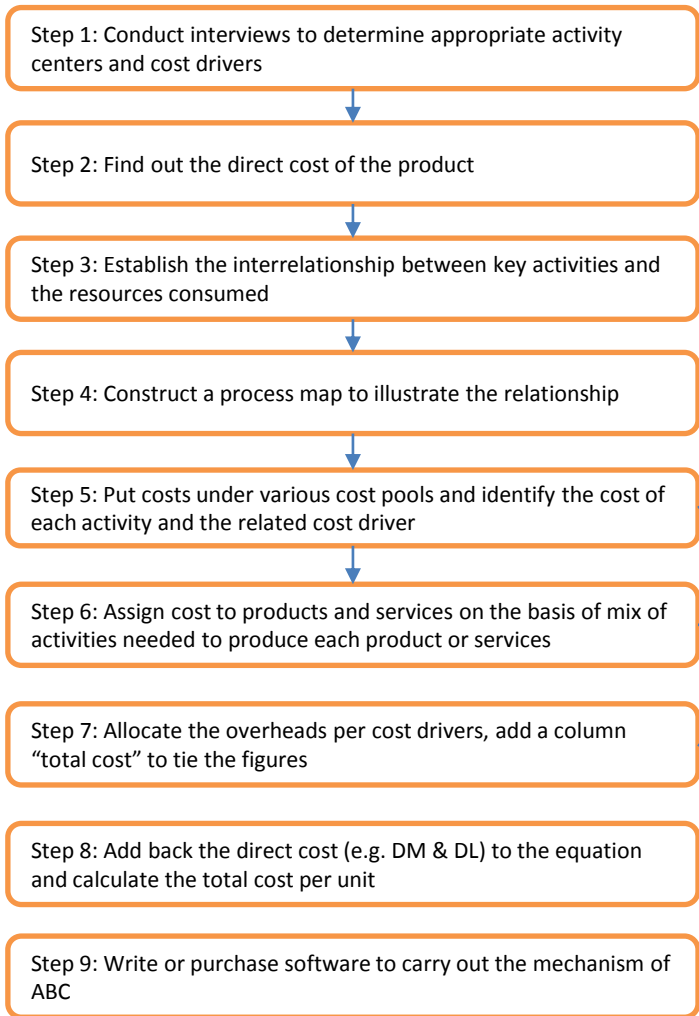 Step 1: Conduct interviews to determine appropriate activity
centers and cost drivers
Step 2: Find out the direct cost of the product
Step 3: Establish the interrelationship between key activities and
the resources consumed
Step 4: Construct a process map to illustrate the relationship
Step 5: Put costs under various cost pools and identify the cost of
each activity and the related cost driver
Step 6: Assign cost to products and services on the basis of mix of
activities needed to produce each product or services
Step 7: Allocate the overheads per cost drivers, add a column
“total cost” to tie the figures
Step 8: Add back the direct cost (e.g. DM & DL) to the equation
and calculate the total cost per unit
Step 9: Write or purchase software to carry out the mechanism of
ABC